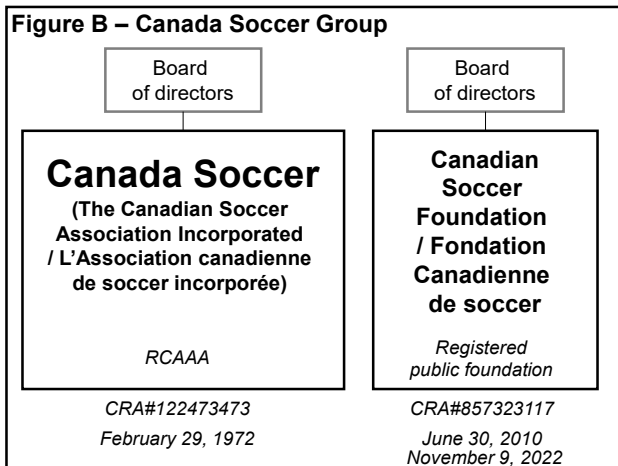 Figure B – Canada Soccer Group
Board
of directors
Canada Soccer
(The Canadian Soccer
Association Incorporated
/ L’Association canadienne
de soccer incorporée)
RCAAA
CRA#122473473
February 29, 1972
Board
of directors
Canadian
Soccer
Foundation
/ Fondation
Canadienne
de soccer
Registered
public foundation
CRA#857323117
June 30, 2010
November 9, 2022